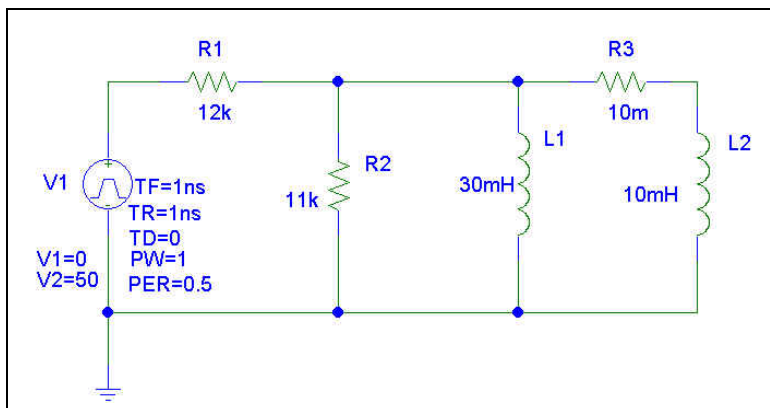 R1
12k
R3
10m
V1
TF=1ns
TR=1ns
TD=0
V1=0
PW=1
V2=50
PER=0.5
R2
11k
L1
30mH
L2
10mH